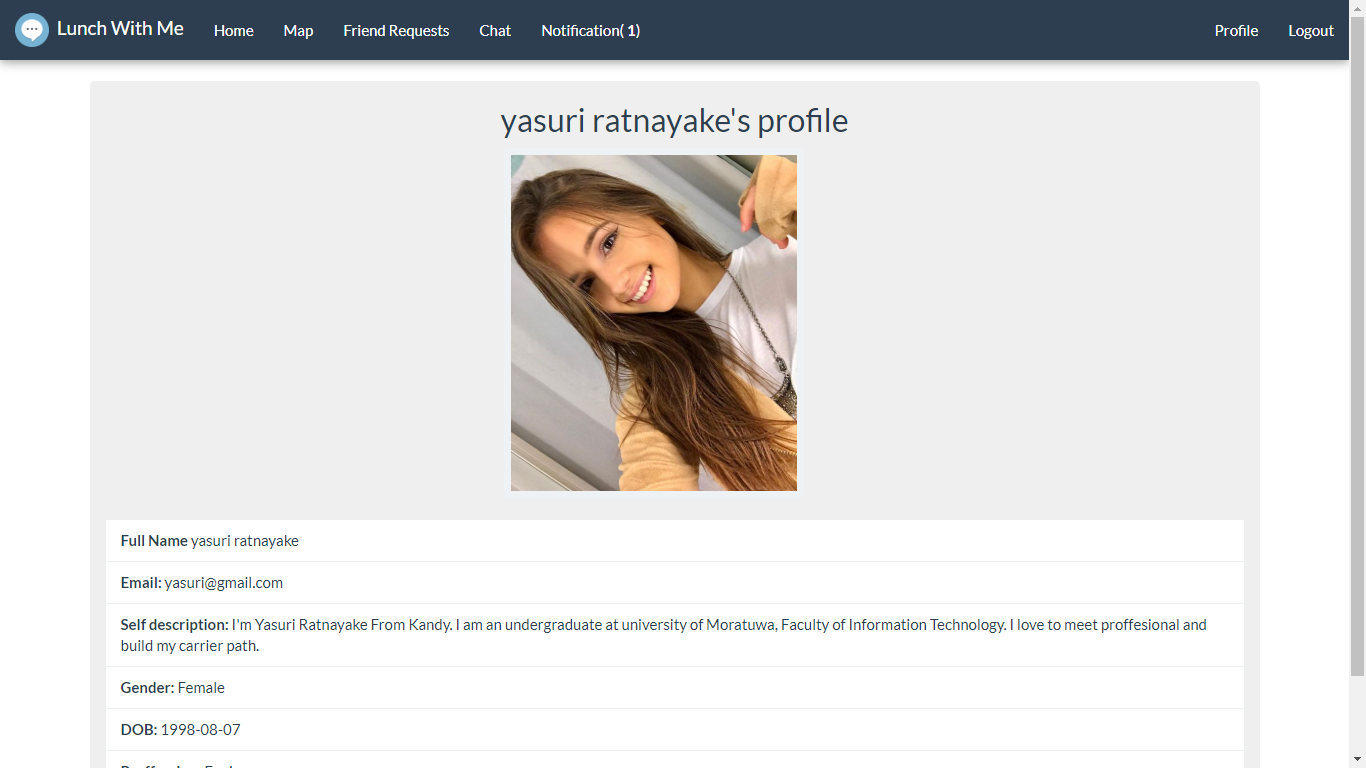 Lunch With Me Home Map Friend Requests Chat Notification( 1) Profile Logout
yasuri ratnayake's profile
Full Name yasuri ratnayake
Email: yasuri@gmail.com
Self description: I'm Yasuri Ratnayake From Kandy. I am an undergraduate at university of Moratuwa, Faculty of Information Technology. I love to meet proffesional and
build my carrier path.
Gender: Female
DOB: 1998-08-07